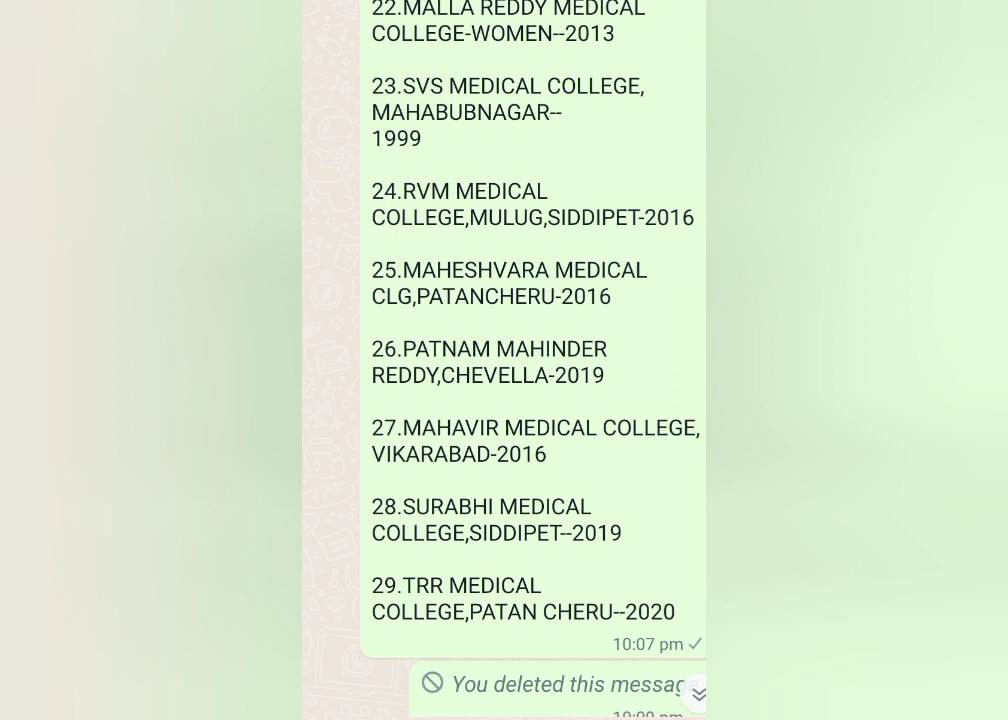 22.MALLA REDDY MEDICAL
COLLEGE-WOMEN--2013
23.SVS MEDICAL COLLEGE,
MAHABUBNAGAR--
1999
24.RVM MEDICAL
COLLEGE,MULUG,SIDDIPET-2016
25.MAHESHVARA MEDICAL
CLG,PATANCHERU-2016
26.PATNAM MAHINDER
REDDY,CHEVELLA-2019
27.MAHAVIR MEDICAL COLLEGE,
VIKARABAD-2016
28.SURABHI MEDICAL
COLLEGE,SIDDIPET--2019
29.TRR MEDICAL
COLLEGE,PATAN CHERU--2020
10:07 pm
You deleted this message
10:09 pm